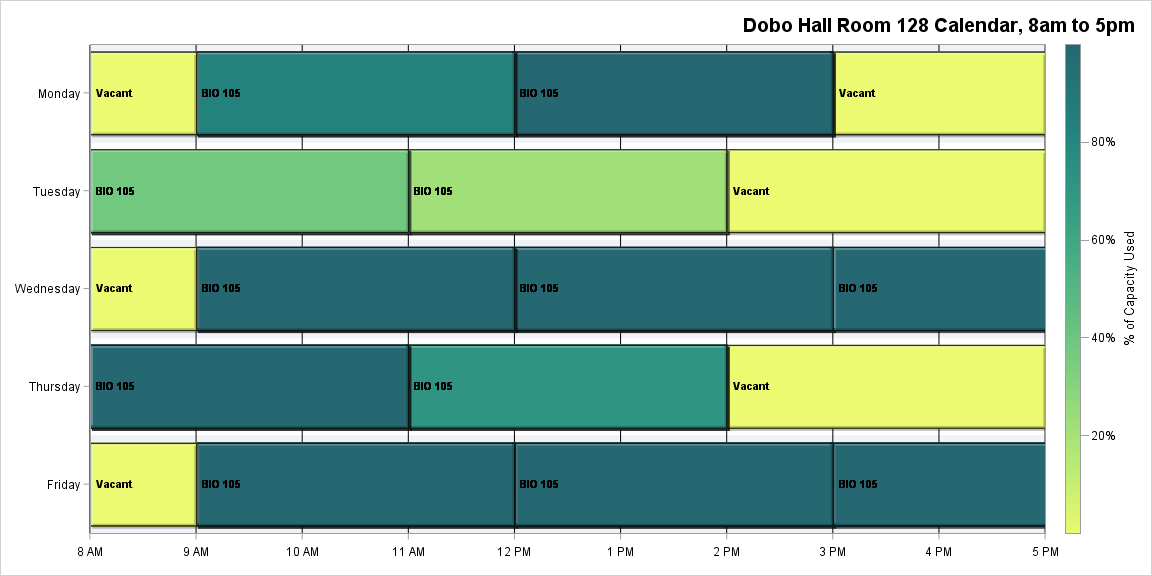 Dobo Hall Room 128 Calendar, 8am to 5pm
Monday
Vacant
BIO 105
BIO 105
Vacant
Tuesday
BIO 105
BIO 105
Vacant
Wednesday
Vacant
BIO 105
BIO 105
BIO 105
Thursday
BIO 105
BIO 105
Vacant
Friday
Vacant
BIO 105
BIO 105
BIO 105
8 AM
9 AM
10 AM
11 AM
12 PM
1 PM
2 PM
3 PM
4 PM
5 PM
80%
60%
40%
20%
% of Capacity Used